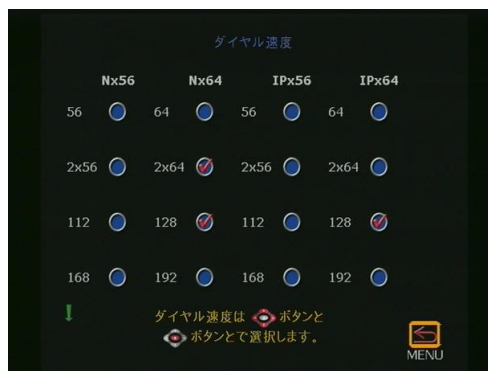 ダイヤル速度
Nx56 Nx64 IPx56 IPx64
56 64 56 64
2x56 2x64 2x56 2x64
112 128 112 128
168 192 168 192
! ダイヤル速度は ボタンと
ボタンとで選択します。
MENU